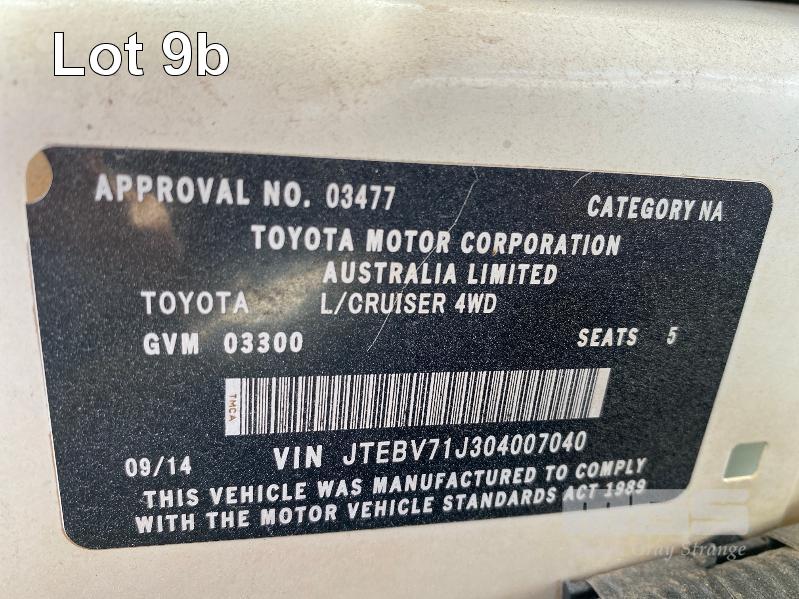 Lot 9b
APPROVAL NO. 03477 CATEGORY NA
TOYOTA MOTOR CORPORATION
AUSTRALIA LIMITED
TOYOTA L/CRUISER 4WD
GVM 03300 SEATS 5
TMCA
09/14 VIN JTEBV71J304007040
THIS VEHICLE WAS MANUFACTURED TO COMPLY
WITH THE MOTOR VEHICLE STANDARDS ACT 1989
Gray Strange